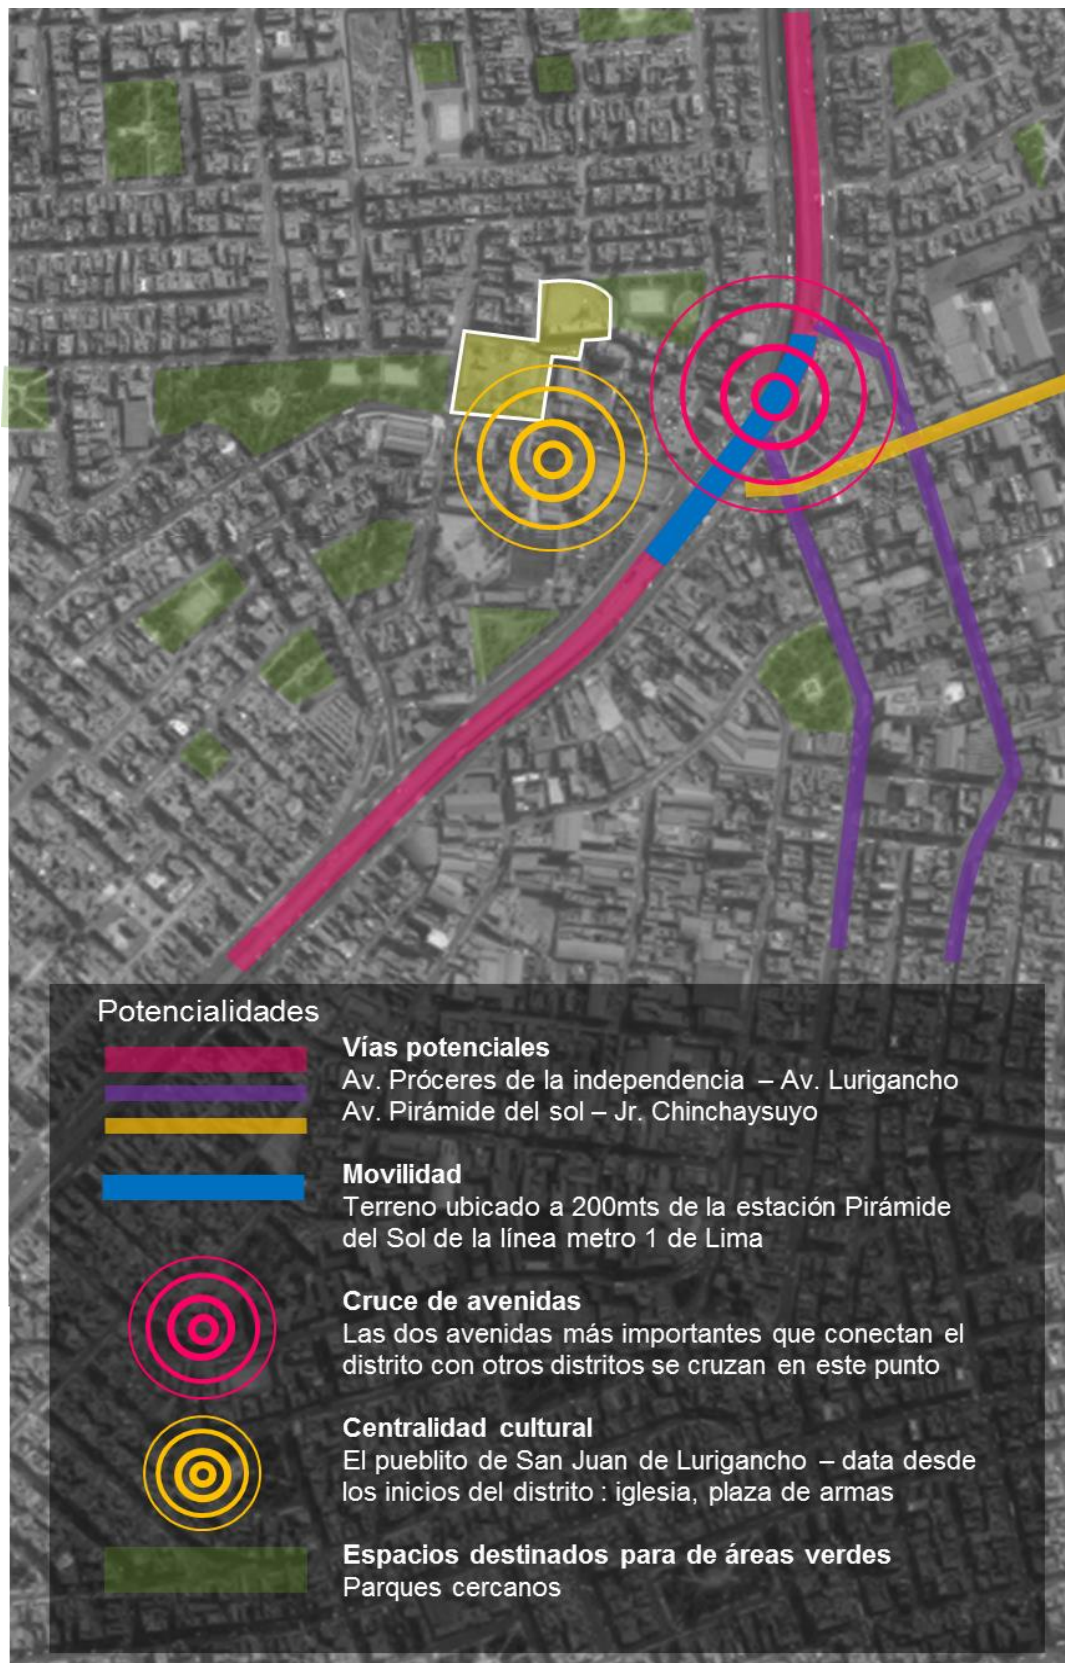 Potencialidades
Vías potenciales
Av. Próceres de la independencia – Av. Lurigancho
Av. Pirámide del sol – Jr. Chinchaysuyo
Movilidad
Terreno ubicado a 200mts de la estación Pirámide
del Sol de la línea metro 1 de Lima
Cruce de avenidas
Las dos avenidas más importantes que conectan el
distrito con otros distritos se cruzan en este punto
Centralidad cultural
El pueblito de San Juan de Lurigancho – data desde
los inicios del distrito : iglesia, plaza de armas
Espacios destinados para de áreas verdes
Parques cercanos